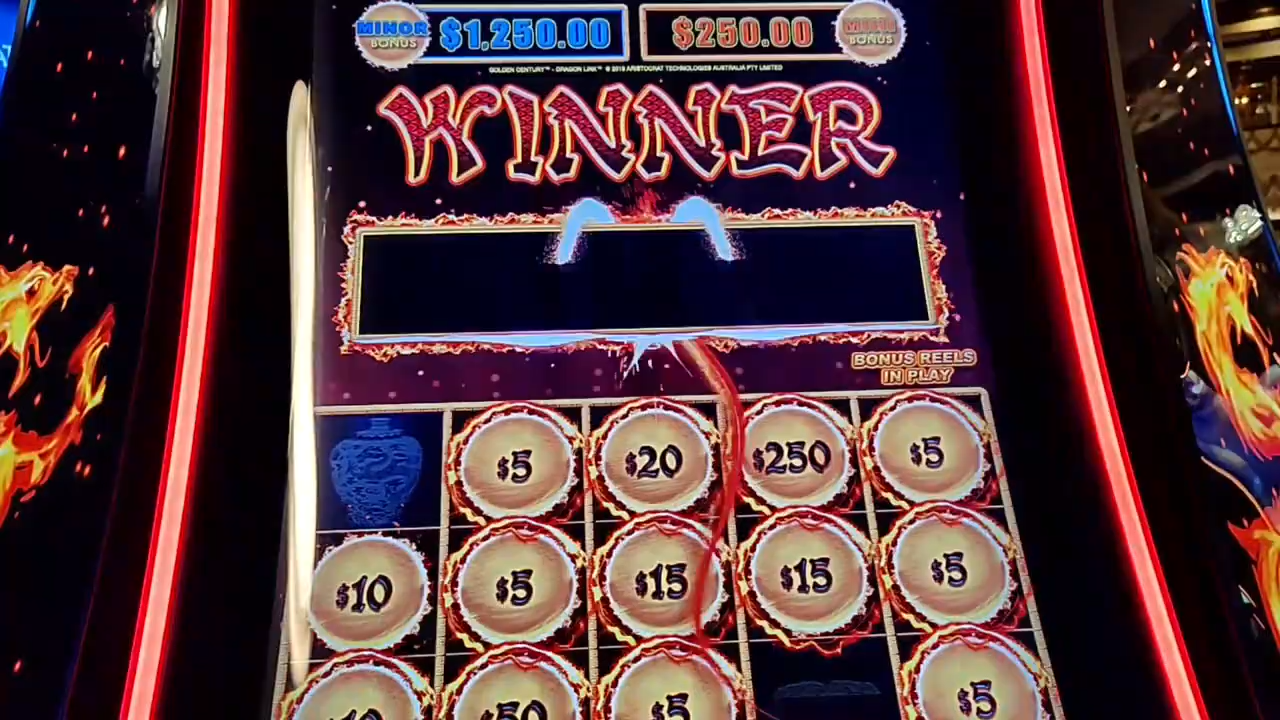 MINOR BONUS $1,250.00 $250.00 MINI BONUS
GOLDEN CENTURY™ - DRAGON LINK™ © 2019 ARISTOCRAT TECHNOLOGIES AUSTRALIA PTY LIMITED
WINNER
BONUS REELS
IN PLAY
$5 $20 $250 $5
$10 $5 $15 $15 $5
$5 $5